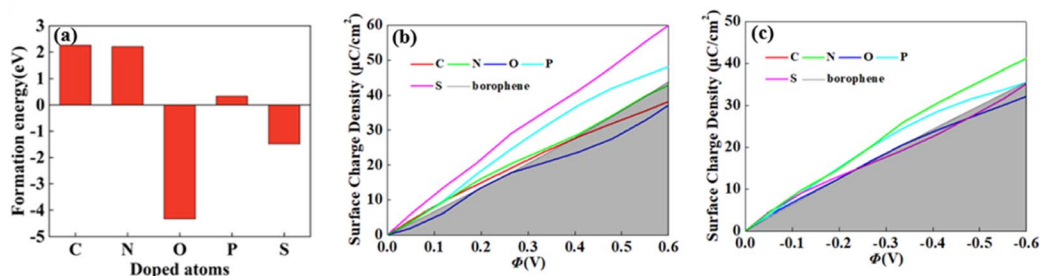 (a)
Formation energy(eV)
3
2
1
0
-1
-2
-3
-4
-5
C N O P S
Doped atoms
(b)
Surface Charge Density (μC/cm²)
60
50
40
30
20
10
0
C N O P
S borophene
0.0 0.1 0.2 0.3 0.4 0.5 0.6
Φ(V)
(c)
Surface Charge Density (μC/cm²)
50
40
30
20
10
0
C N O P
S borophene
0.0 -0.1 -0.2 -0.3 -0.4 -0.5 -0.6
Φ(V)